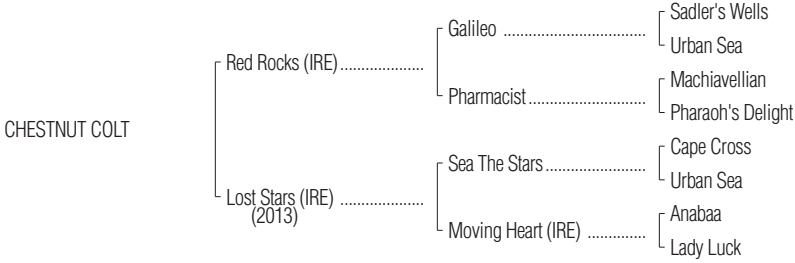 Sadler's Wells
Galileo ..................................
Urban Sea
Red Rocks (IRE) ....................
Machiavellian
Pharmacist ............................
Pharaoh's Delight
CHESTNUT COLT
Cape Cross
Sea The Stars ........................
Urban Sea
Lost Stars (IRE) ....................
(2013)
Anabaa
Moving Heart (IRE) ..............
Lady Luck